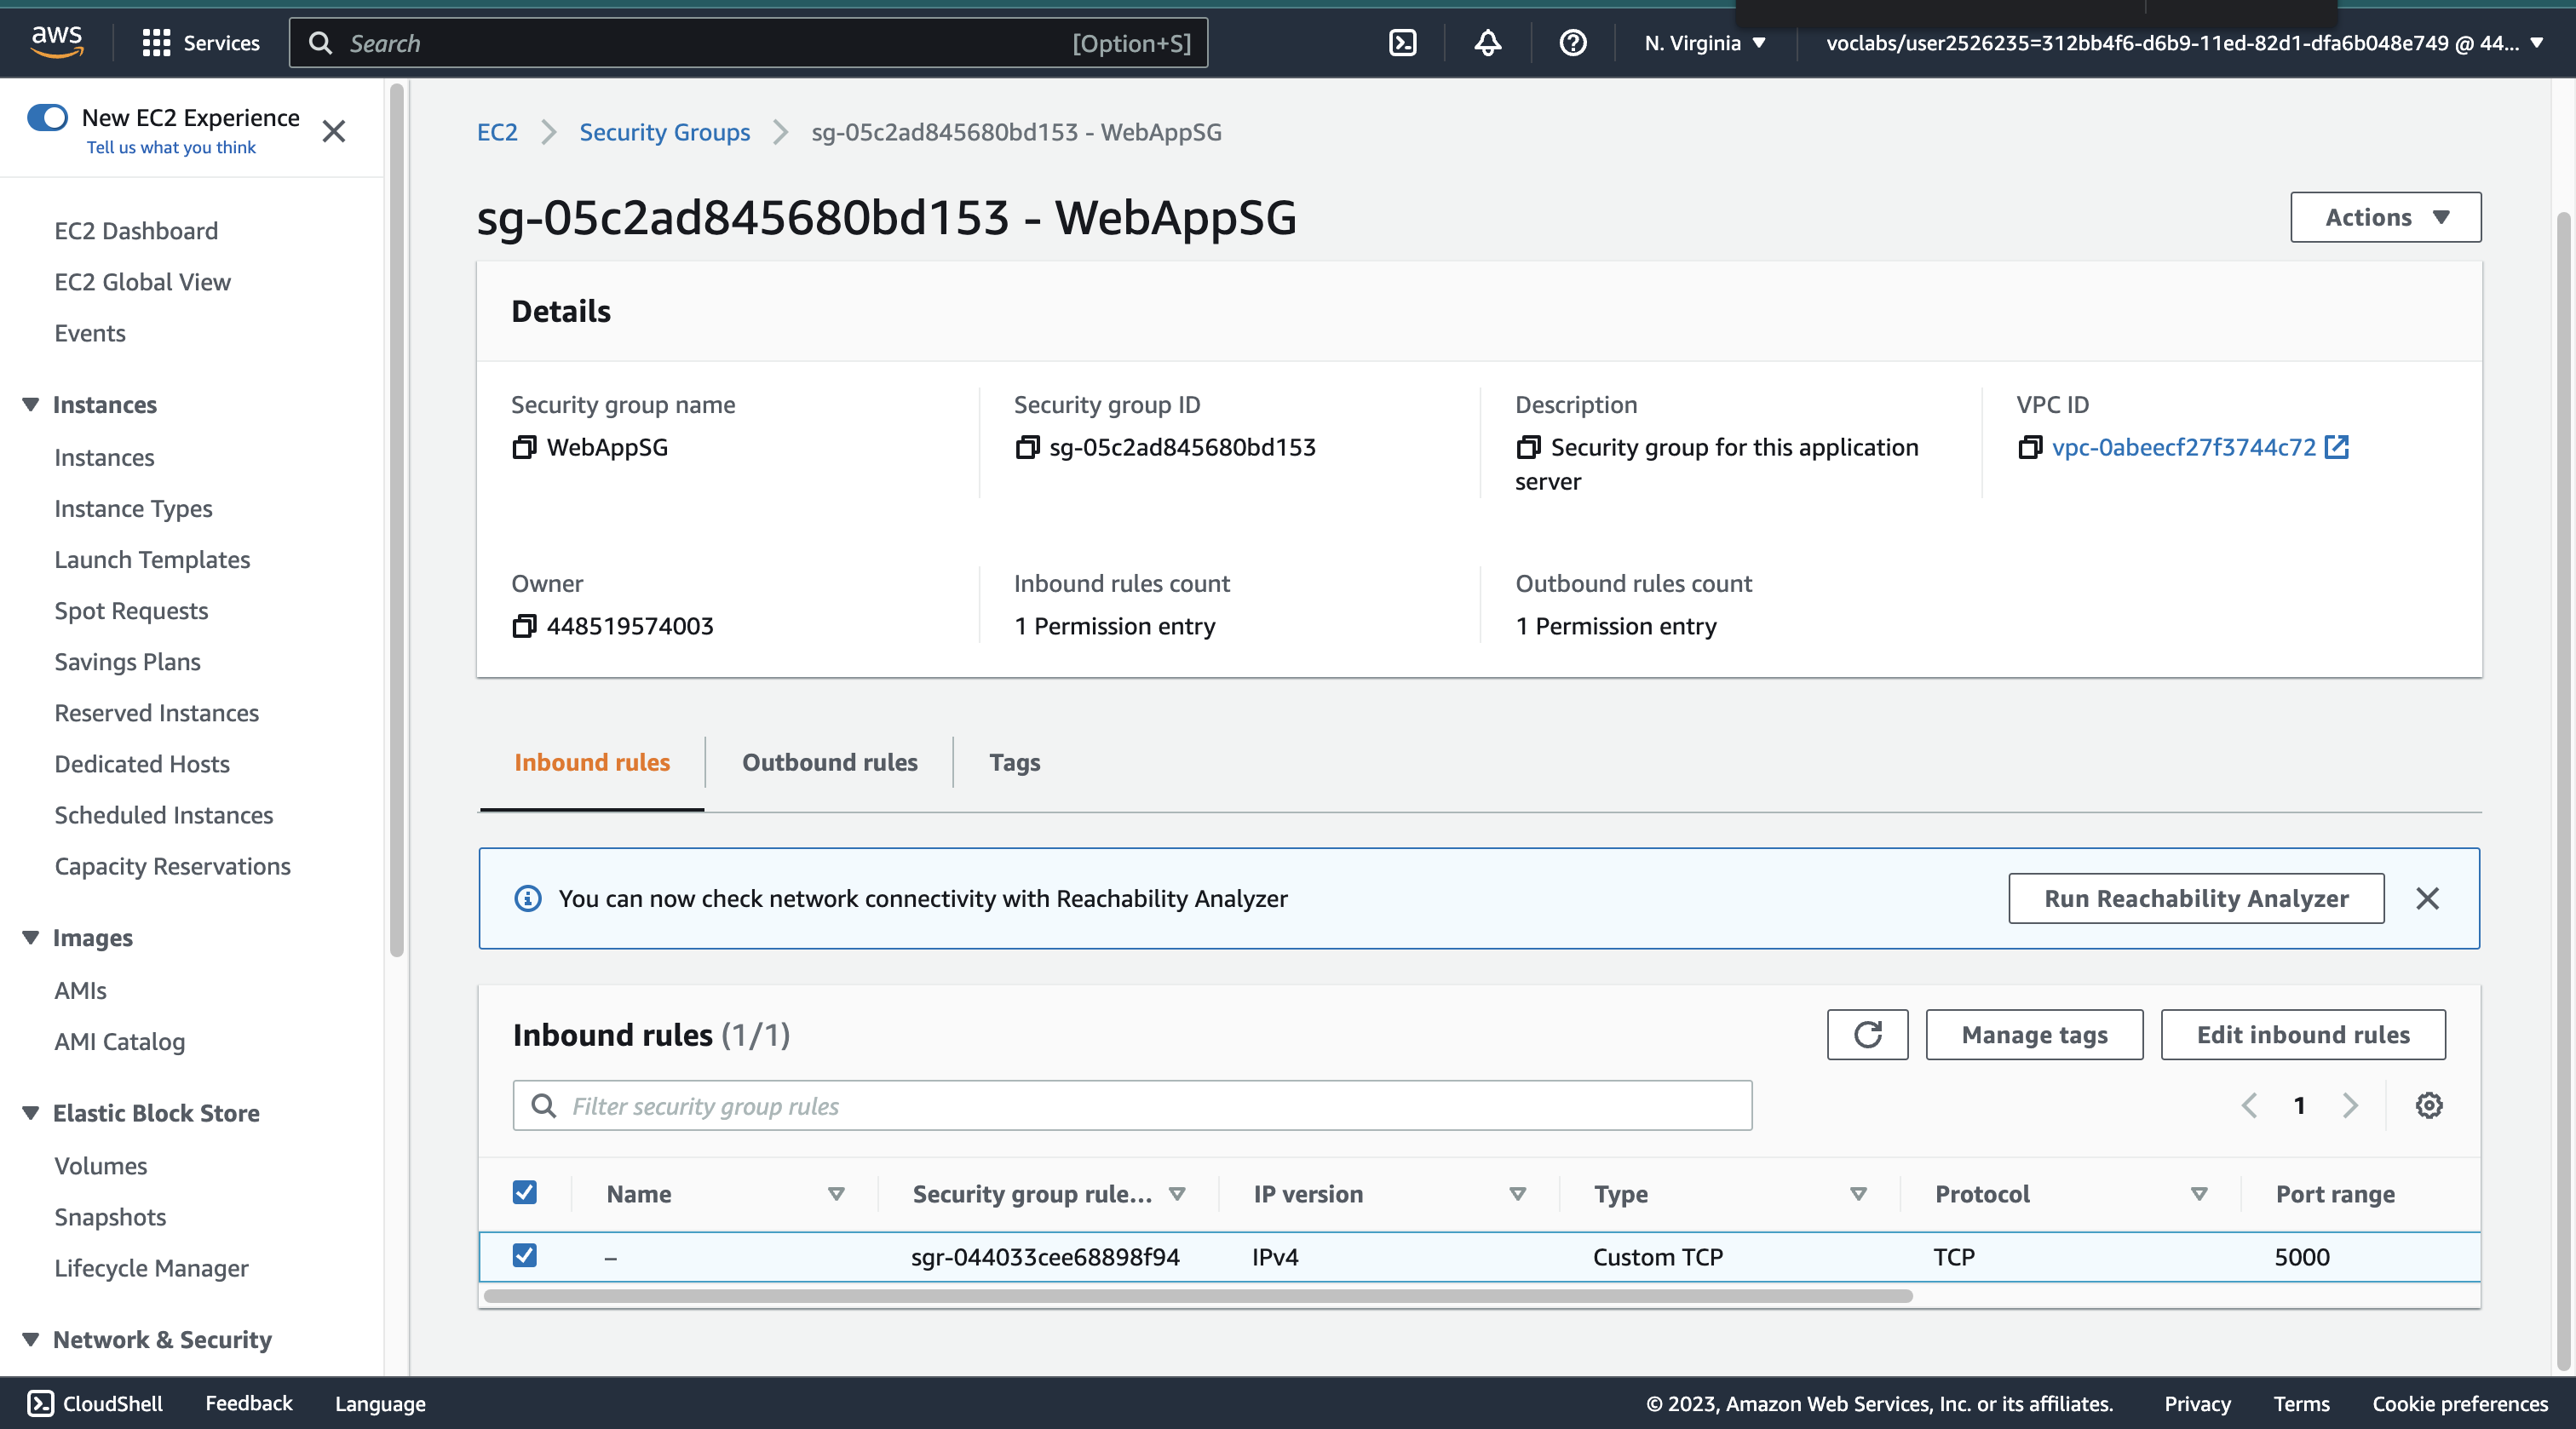 aws
Services
Search
[Option+S]
N. Virginia
voclabs/user2526235=312bb4f6-d6b9-11ed-82d1-dfa6b048e749 @ 44...
New EC2 Experience
Tell us what you think
EC2 Dashboard
EC2 Global View
Events
Instances
Instances
Instance Types
Launch Templates
Spot Requests
Savings Plans
Reserved Instances
Dedicated Hosts
Scheduled Instances
Capacity Reservations
Images
AMIs
AMI Catalog
Elastic Block Store
Volumes
Snapshots
Lifecycle Manager
Network & Security
EC2 > Security Groups > sg-05c2ad845680bd153 - WebAppSG
sg-05c2ad845680bd153 - WebAppSG
Actions
Details
Security group name
WebAppSG
Security group ID
sg-05c2ad845680bd153
Description
Security group for this application
server
VPC ID
vpc-0abeecf27f3744c72
Owner
448519574003
Inbound rules count
1 Permission entry
Outbound rules count
1 Permission entry
Inbound rules
Outbound rules
Tags
You can now check network connectivity with Reachability Analyzer
Run Reachability Analyzer
Inbound rules (1/1)
Manage tags
Edit inbound rules
Filter security group rules
1
Name
Security group rule...
IP version
Type
Protocol
Port range
–
sgr-044033cee68898f94
IPv4
Custom TCP
TCP
5000
CloudShell
Feedback
Language
© 2023, Amazon Web Services, Inc. or its affiliates.
Privacy
Terms
Cookie preferences